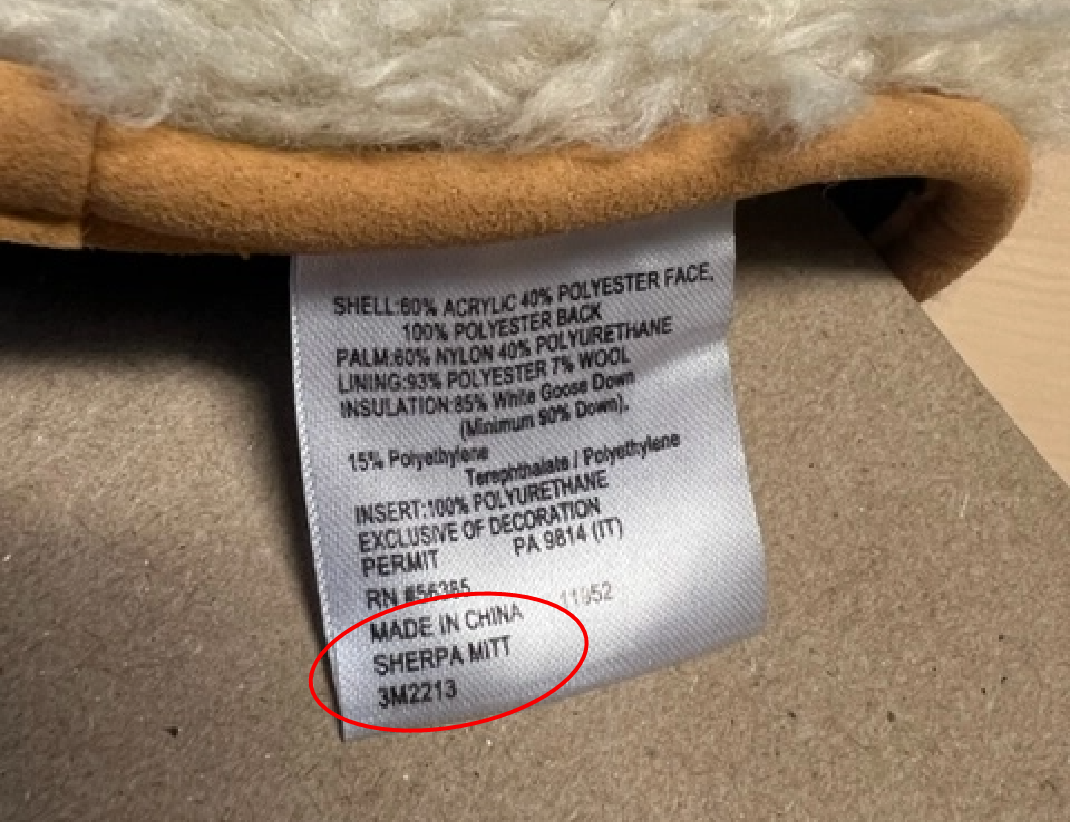 SHELL:60% ACRYLIC 40% POLYESTER FACE,
100% POLYESTER BACK
PALM:60% NYLON 40% POLYURETHANE
LINING:93% POLYESTER 7% WOOL
INSULATION:85% White Goose Down
(Minimum 50% Down),
15% Polyethylene
Terephthalate / Polyethylene
INSERT:100% POLYURETHANE
EXCLUSIVE OF DECORATION
PERMIT PA 9814 (IT)
RN #56385
11952
MADE IN CHINA
SHERPA MITT
3M2213